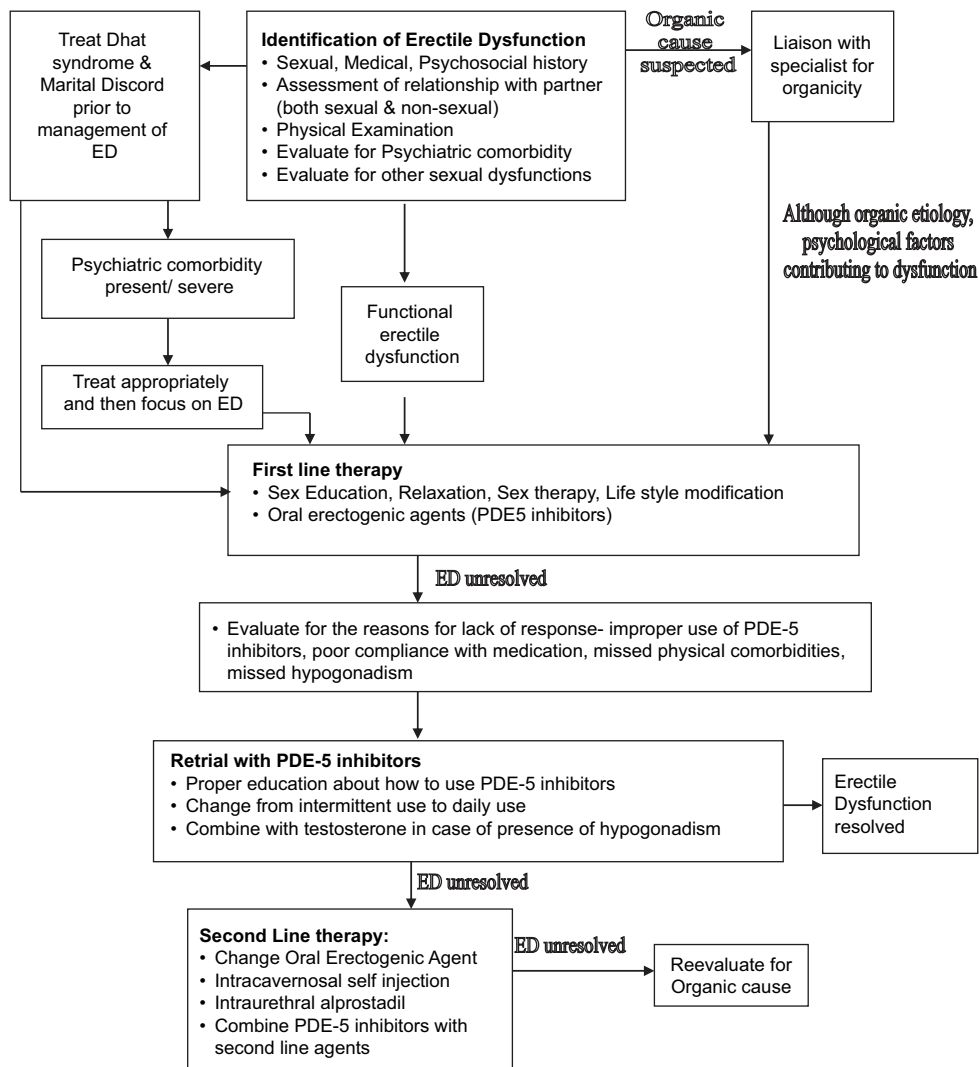 Treat Dhat
syndrome &
Marital Discord
prior to
management of
ED
Identification of Erectile Dysfunction
• Sexual, Medical, Psychosocial history
• Assessment of relationship with partner
(both sexual & non-sexual)
• Physical Examination
• Evaluate for Psychiatric comorbidity
• Evaluate for other sexual dysfunctions
Organic
cause
suspected
Liaison with
specialist for
organicity
Although organic etiology,
psychological factors
contributing to dysfunction
Psychiatric comorbidity
present/ severe
Functional
erectile
dysfunction
Treat appropriately
and then focus on ED
First line therapy
• Sex Education, Relaxation, Sex therapy, Life style modification
• Oral erectogenic agents (PDE5 inhibitors)
ED unresolved
• Evaluate for the reasons for lack of response- improper use of PDE-5
inhibitors, poor compliance with medication, missed physical comorbidities,
missed hypogonadism
Retrial with PDE-5 inhibitors
• Proper education about how to use PDE-5 inhibitors
• Change from intermittent use to daily use
• Combine with testosterone in case of presence of hypogonadism
Erectile
Dysfunction
resolved
ED unresolved
Second Line therapy:
• Change Oral Erectogenic Agent
• Intracavernosal self injection
• Intraurethral alprostadil
• Combine PDE-5 inhibitors with
second line agents
ED unresolved
Reevaluate for
Organic cause